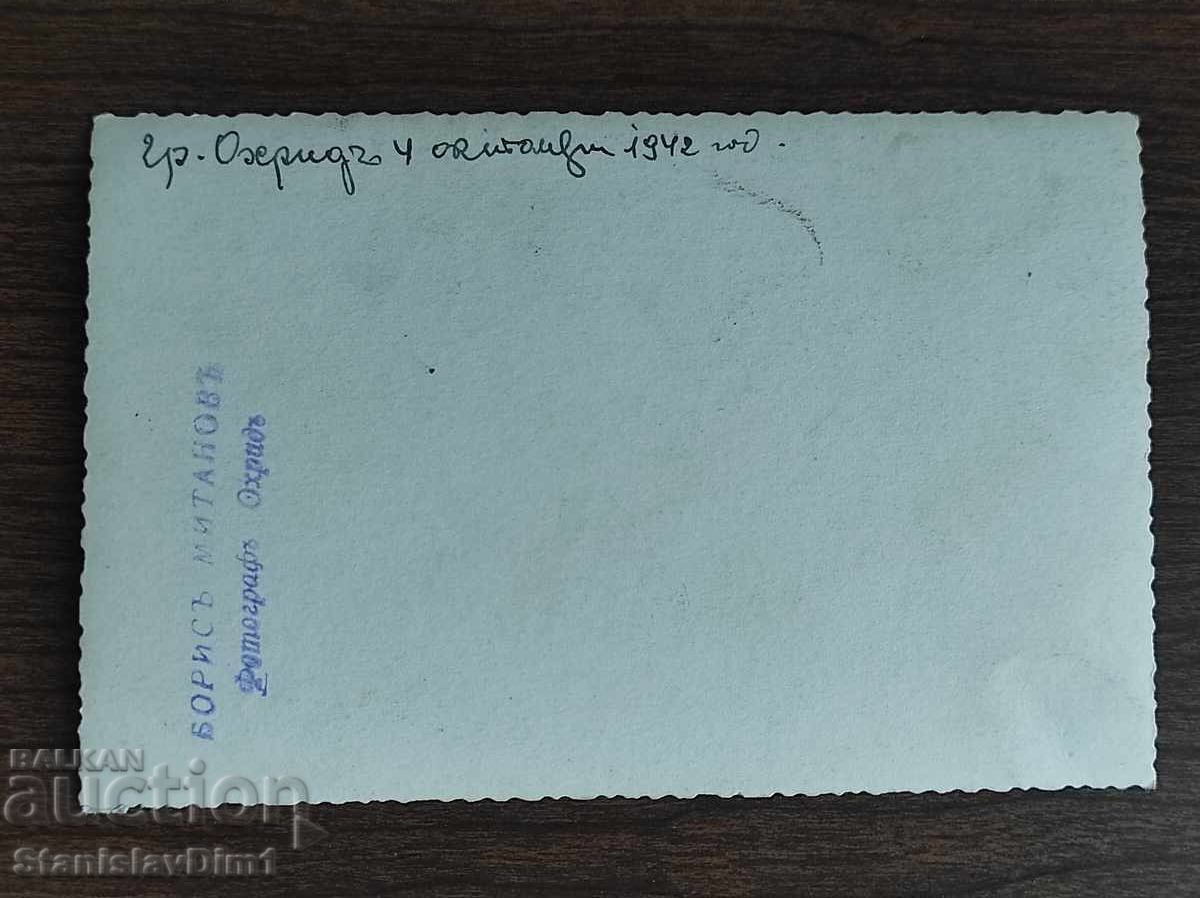 гр. Охридъ 4 октомври 1942 год.
БОРИСЪ МИТАНОВЪ
Фотографъ Охридъ
BALKAN
auction
StanislavDim1